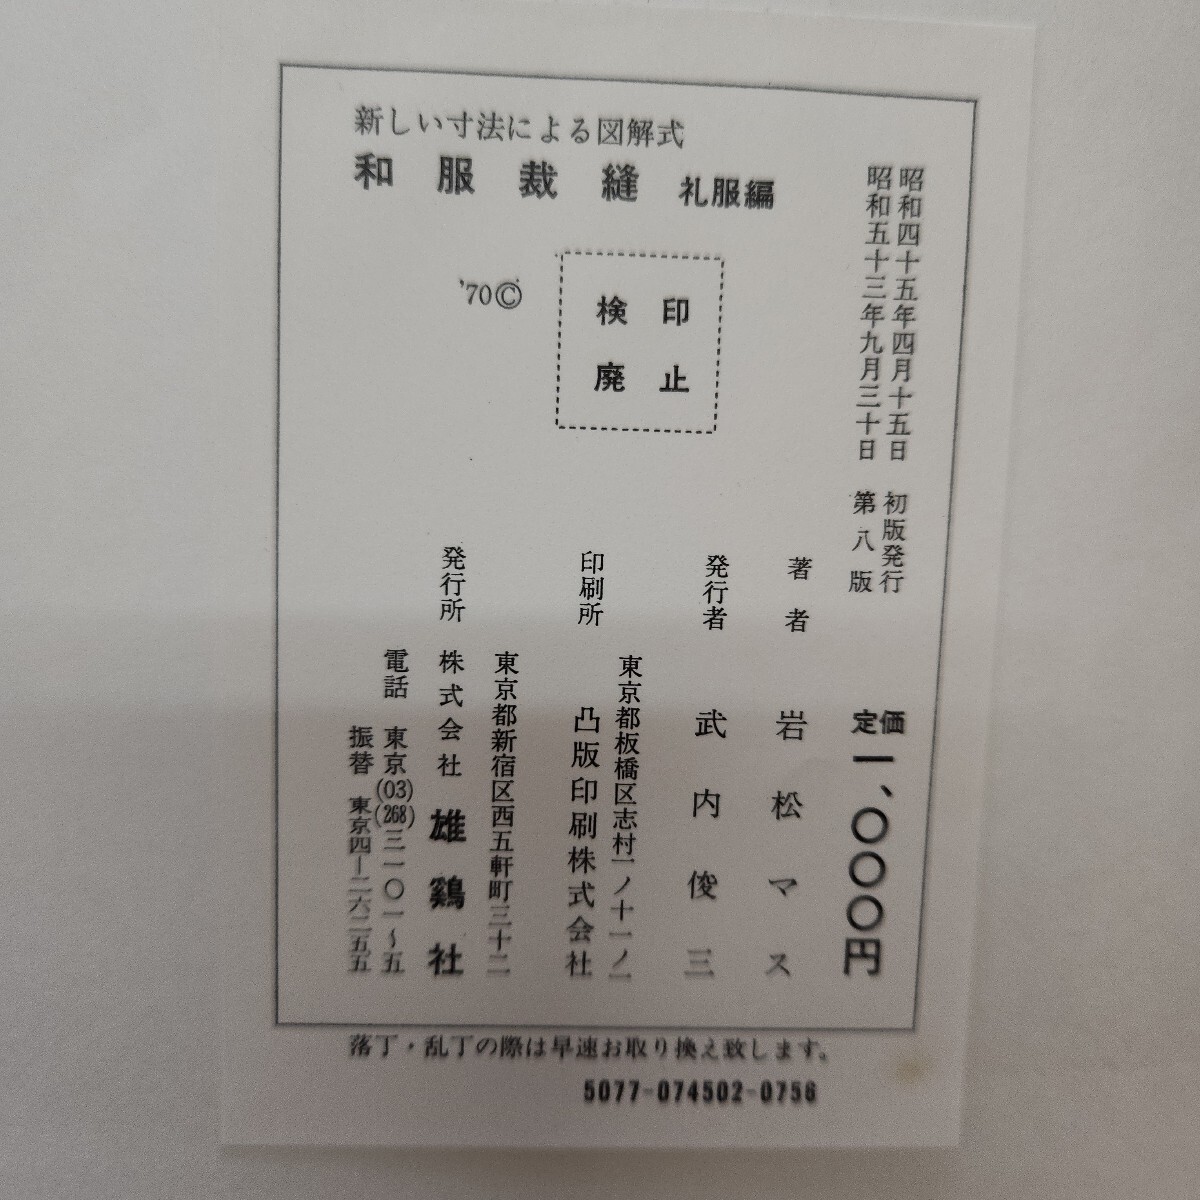 新しい寸法による図解式
和服裁縫 礼服編
'70©
検印
廃止
昭和四十五年四月十五日 初版発行
昭和五十三年九月三十日 第八版
定価一、〇〇〇円
著者 岩松マス
発行者 武内俊三
東京都板橋区志村一ノ十一ノ一
印刷所 凸版印刷株式会社
東京都新宿区西五軒町三十二
発行所 株式会社 雄鷄社
電話 東京(03)(268)三一〇一~五
振替 東京四-二六二五五
落丁・乱丁の際は早速お取り換え致します。
5077-074502-0756